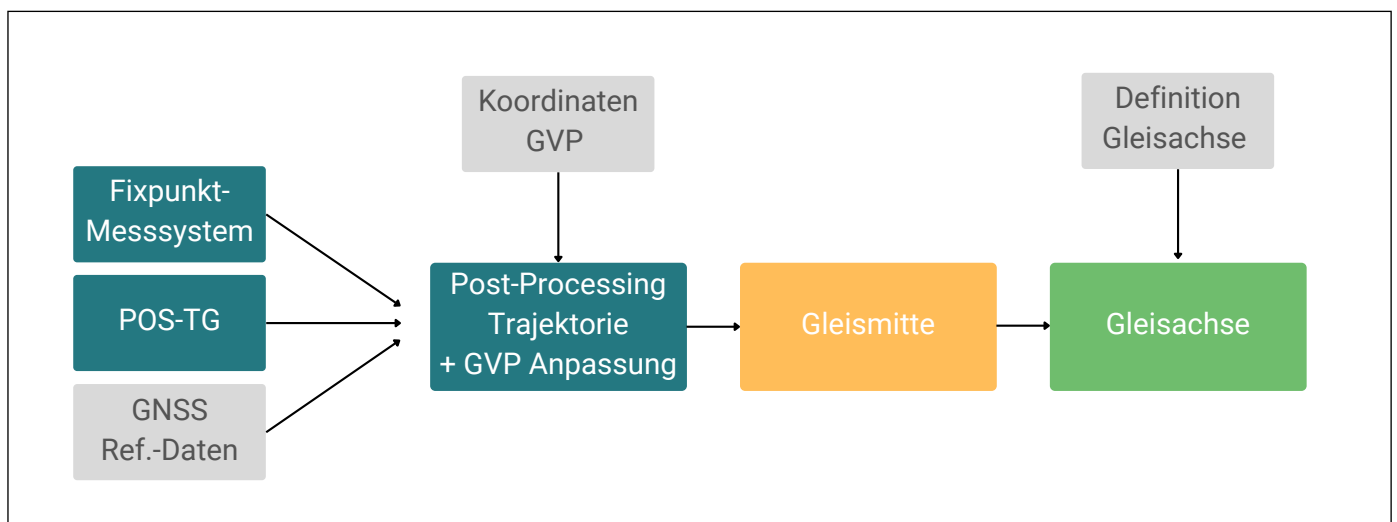 Koordinaten
GVP
Definition
Gleisachse
Fixpunkt-
Messsystem
POS-TG
GNSS
Ref.-Daten
Post-Processing
Trajektorie
+ GVP Anpassung
Gleismitte
Gleisachse